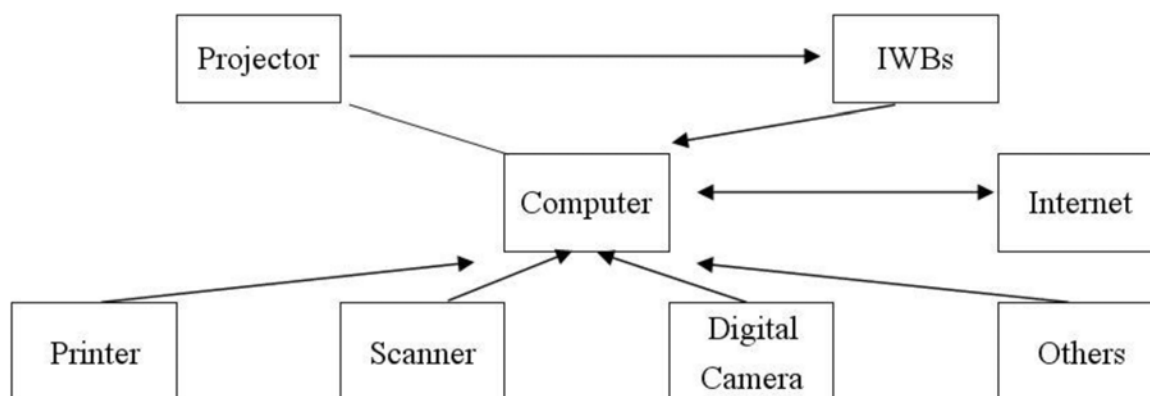 Projector
IWBs
Computer
Internet
Printer
Scanner
Digital
Camera
Others